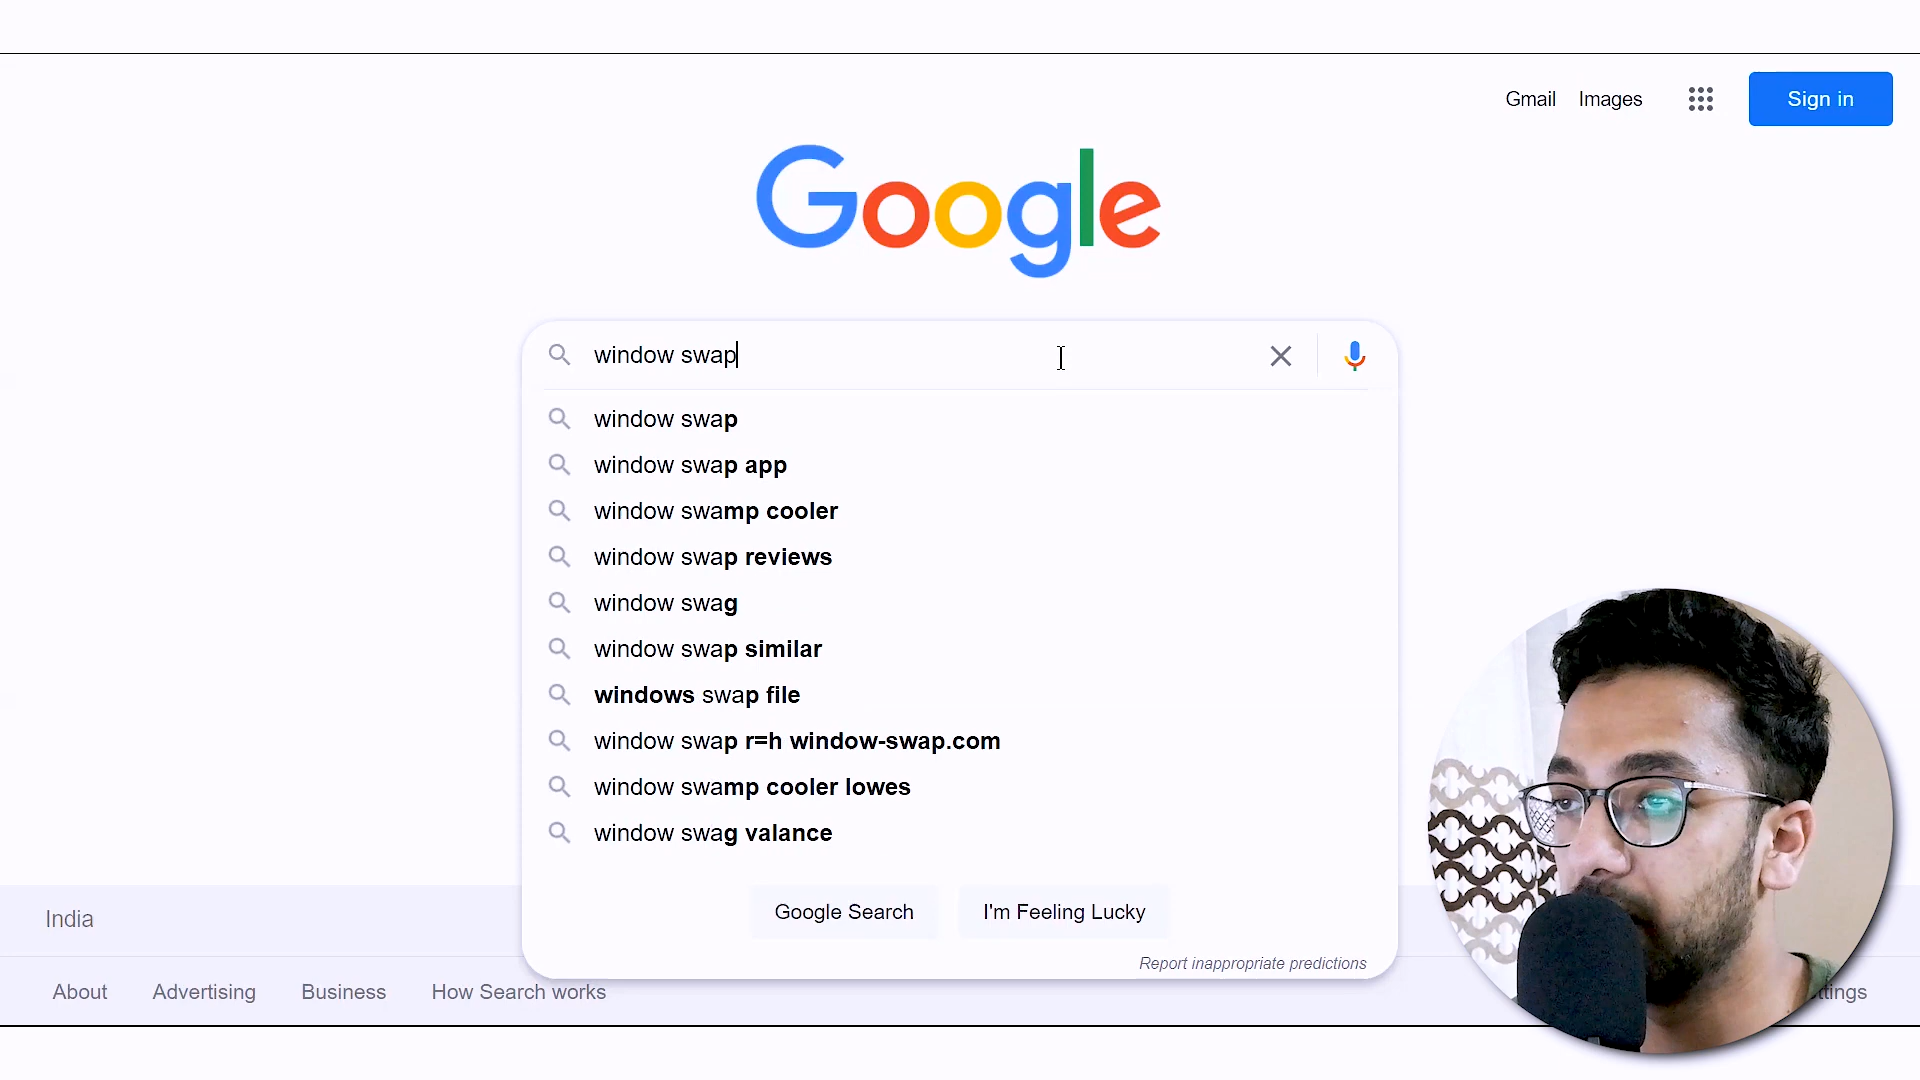 Gmail Images Sign in
Google
window swap
window swap
window swap app
window swamp cooler
window swap reviews
window swag
window swap similar
windows swap file
window swap r=h window-swap.com
window swamp cooler lowes
window swag valance
Google Search I'm Feeling Lucky
Report inappropriate predictions
India
About Advertising Business How Search works